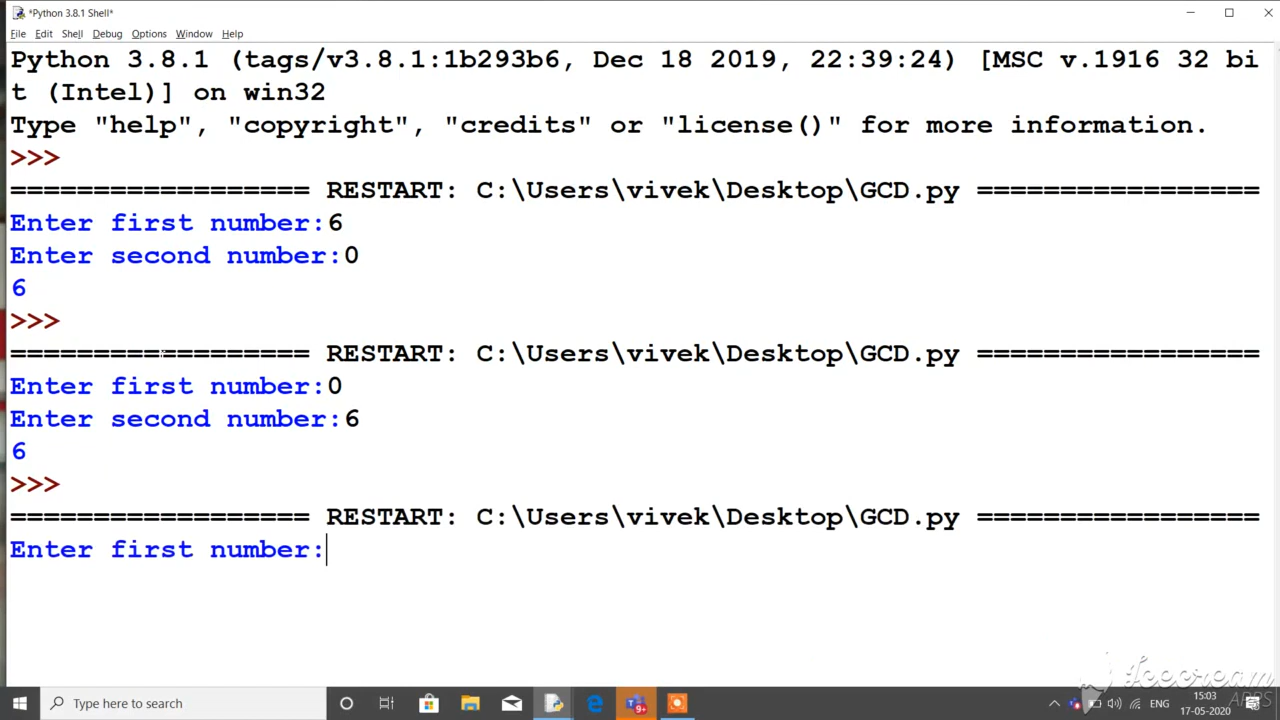 *Python 3.8.1 Shell*
File Edit Shell Debug Options Window Help
Python 3.8.1 (tags/v3.8.1:1b293b6, Dec 18 2019, 22:39:24) [MSC v.1916 32 bi
t (Intel)] on win32
Type "help", "copyright", "credits" or "license()" for more information.
>>>
================== RESTART: C:\Users\vivek\Desktop\GCD.py =================
Enter first number:6
Enter second number:0
6
>>>
================== RESTART: C:\Users\vivek\Desktop\GCD.py =================
Enter first number:0
Enter second number:6
6
>>>
================== RESTART: C:\Users\vivek\Desktop\GCD.py =================
Enter first number:
Icecream
APPS
Type here to search
9+
ENG
15:03
17-05-2020